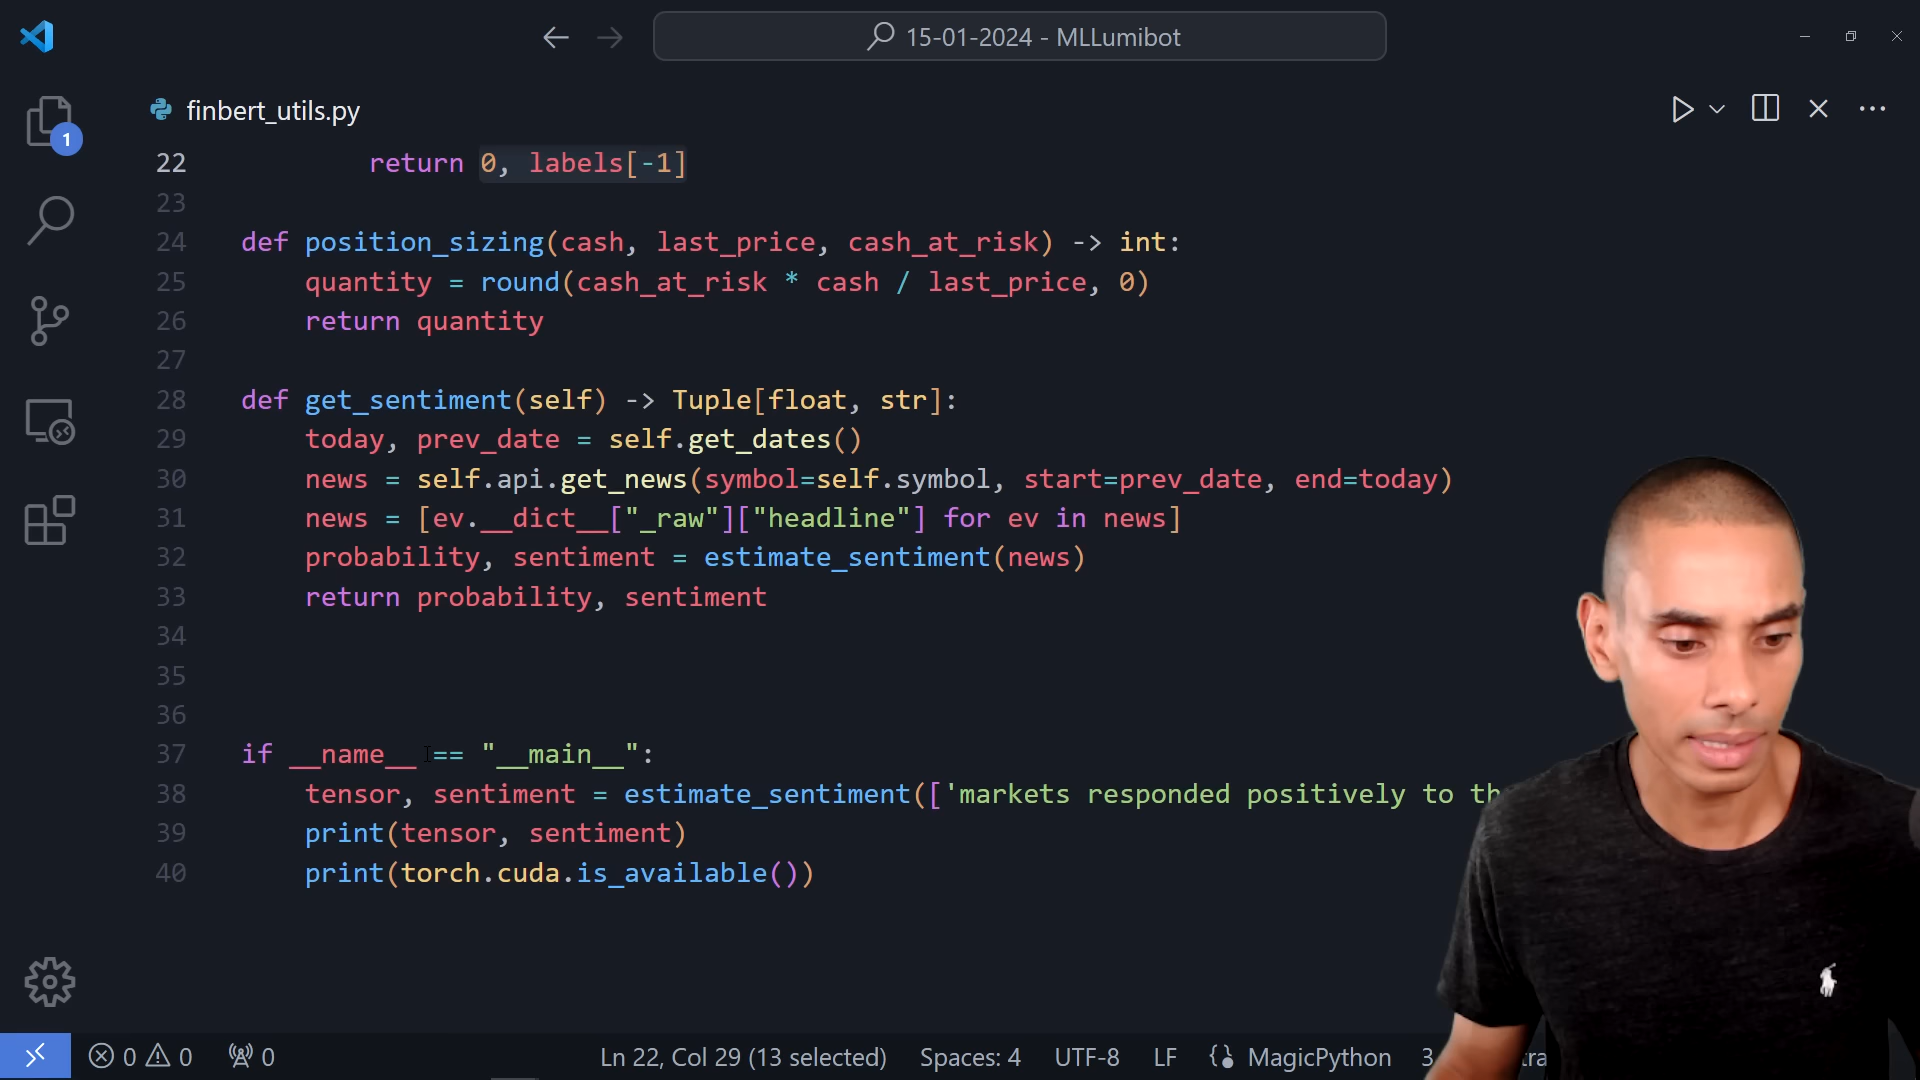 15-01-2024 - MLLumibot
finbert_utils.py
1
22 return 0, labels[-1]
23
24 def position_sizing(cash, last_price, cash_at_risk) -> int:
25 quantity = round(cash_at_risk * cash / last_price, 0)
26 return quantity
27
28 def get_sentiment(self) -> Tuple[float, str]:
29 today, prev_date = self.get_dates()
30 news = self.api.get_news(symbol=self.symbol, start=prev_date, end=today)
31 news = [ev.__dict__["_raw"]["headline"] for ev in news]
32 probability, sentiment = estimate_sentiment(news)
33 return probability, sentiment
34
35
36
37 if __name__ == "__main__":
38 tensor, sentiment = estimate_sentiment(['markets responded positively to th
39 print(tensor, sentiment)
40 print(torch.cuda.is_available())
0 0 0 Ln 22, Col 29 (13 selected) Spaces: 4 UTF-8 LF MagicPython 3